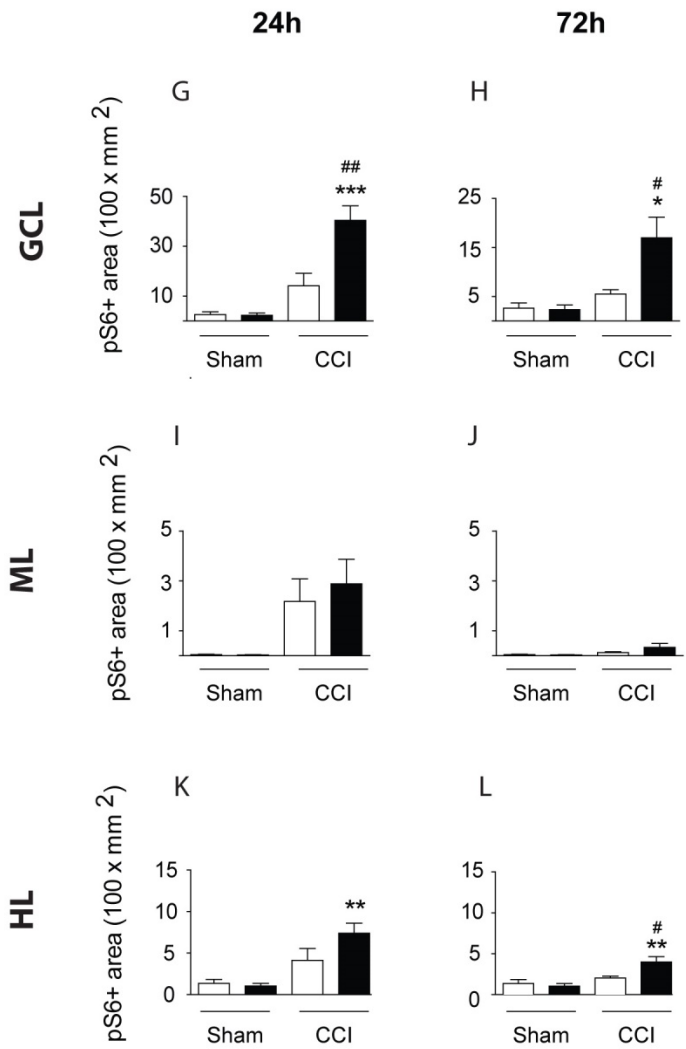 24h 72h
G H
GCL
pS6+ area (100 x mm 2)
50
30
10
## 
***
Sham CCI
25
15
5
#
*
Sham CCI
I J
ML
pS6+ area (100 x mm 2)
5
3
1
Sham CCI
5
3
1
Sham CCI
K L
HL
pS6+ area (100 x mm 2)
15
10
5
0
**
Sham CCI
15
10
5
0
#
**
Sham CCI